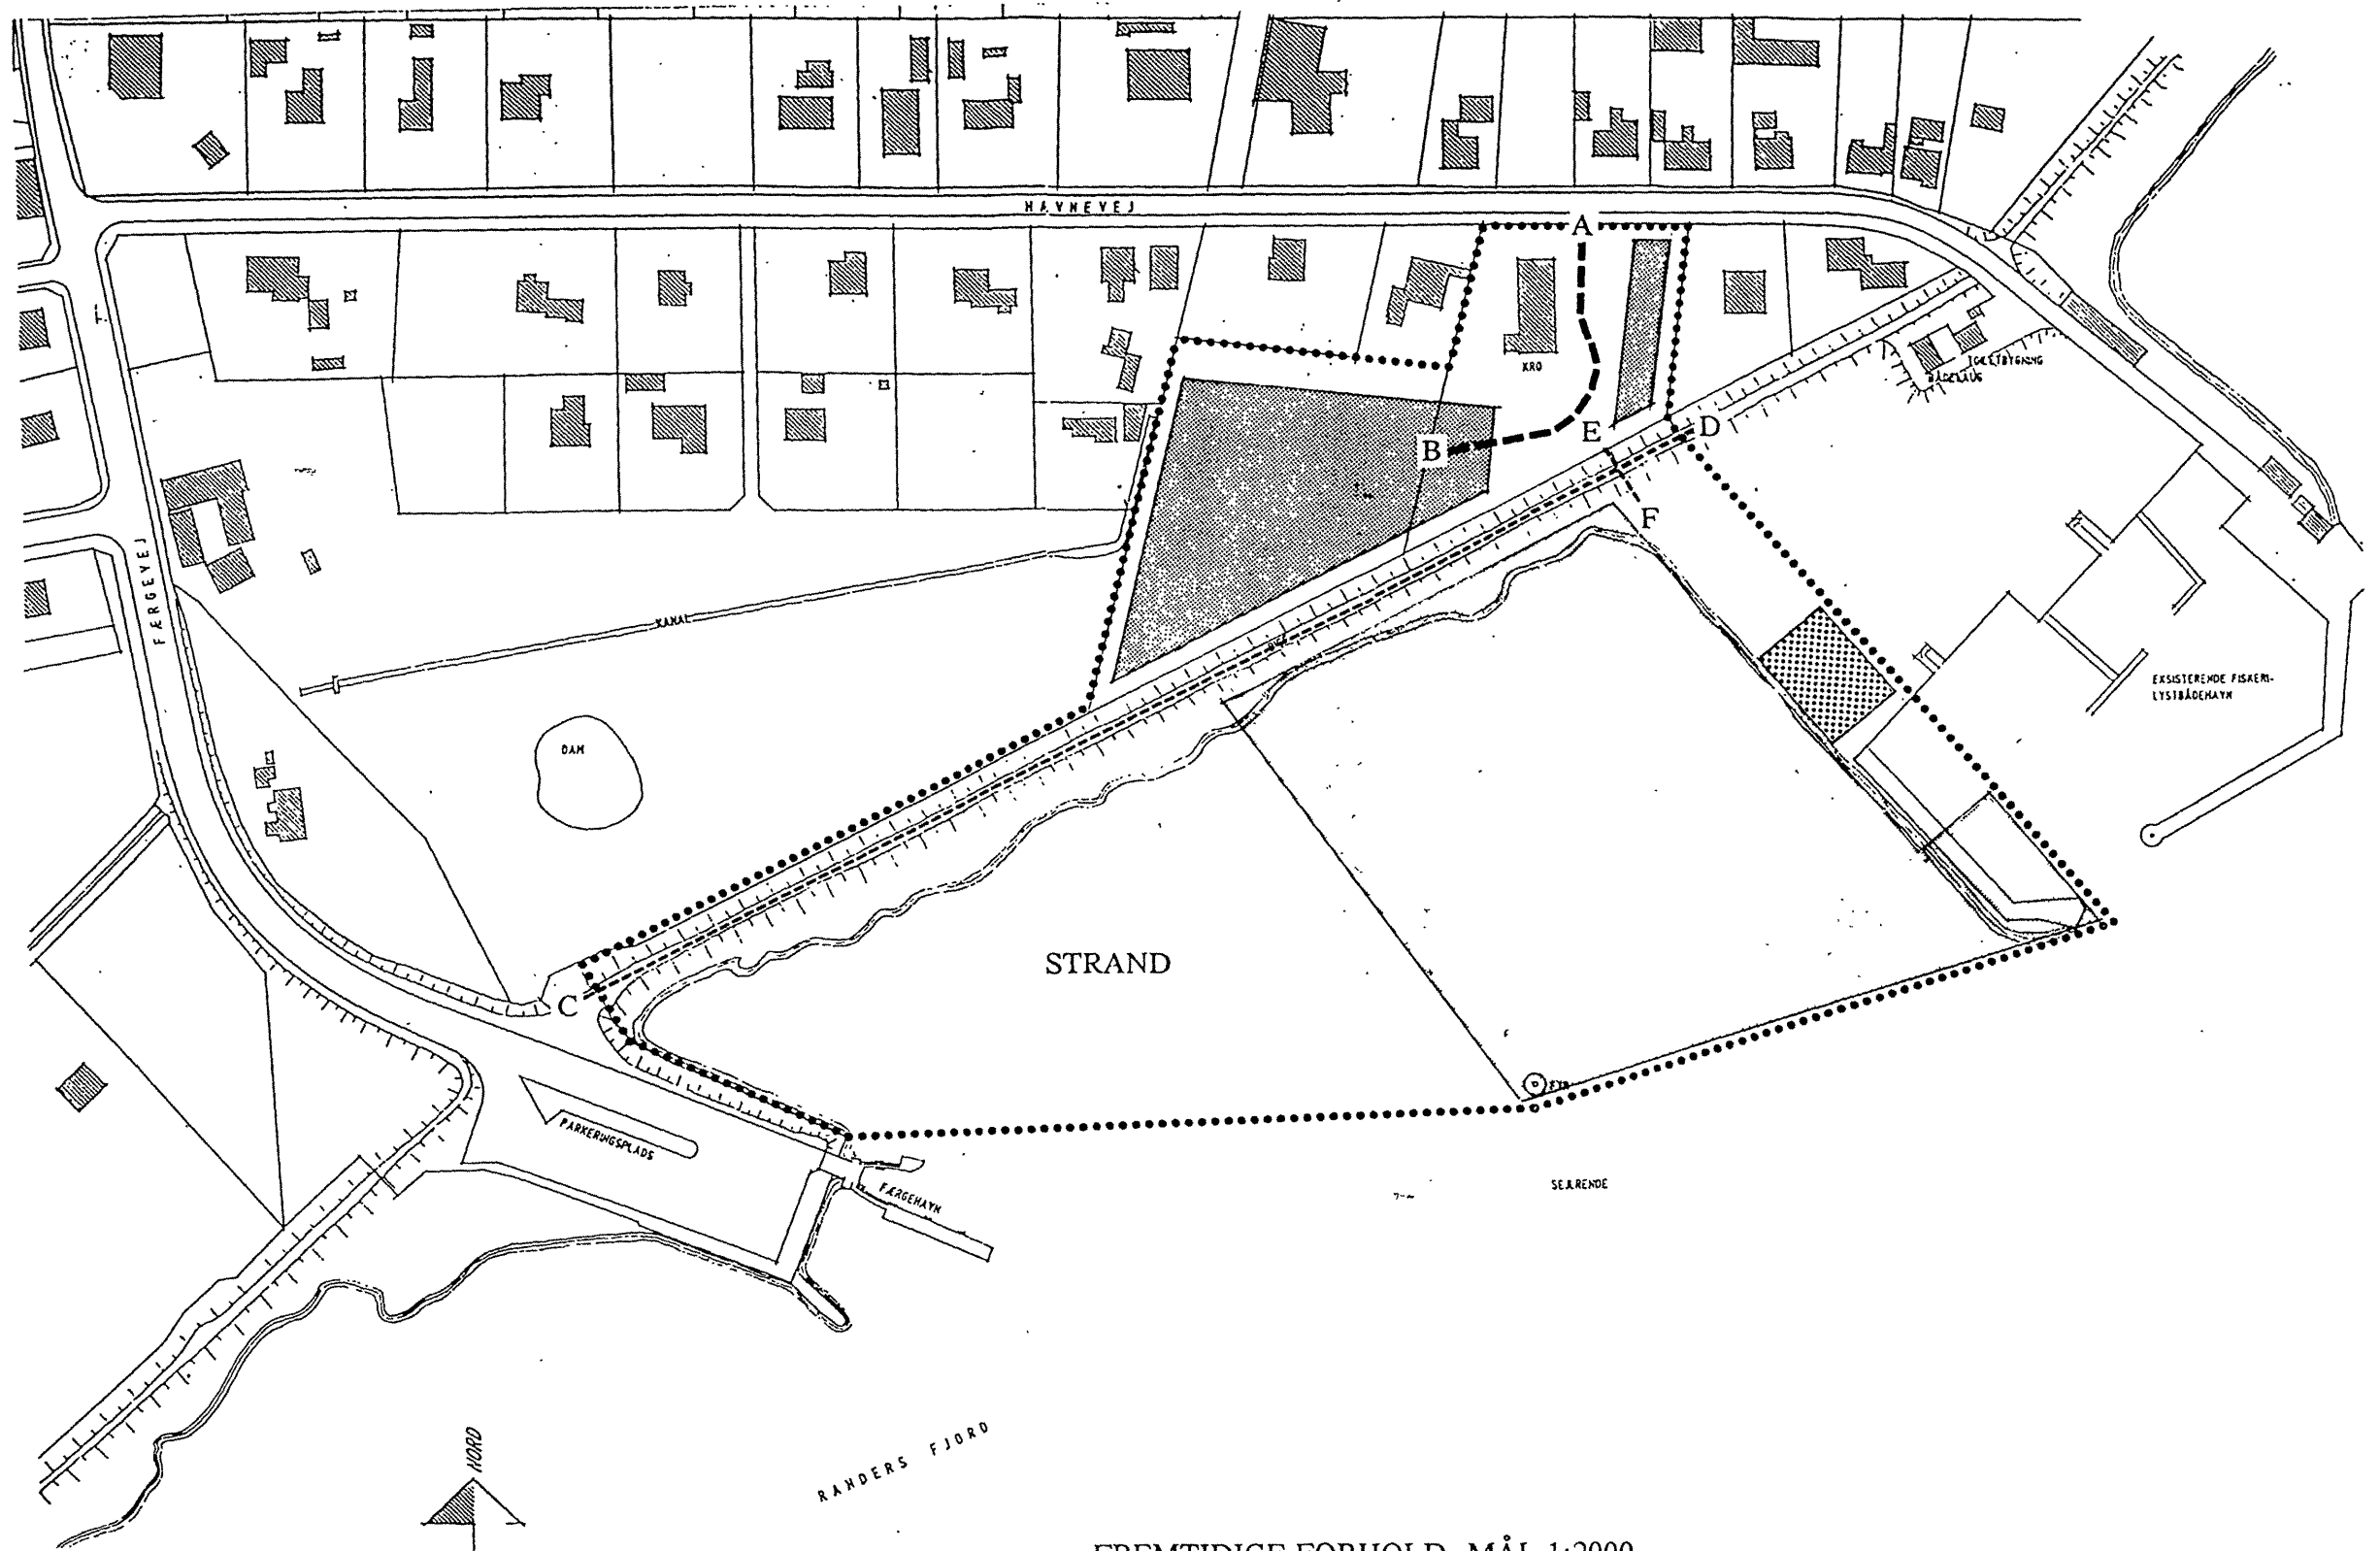 HAVNEVEJ
A
KRO
TOILETBYGNING
BÅDELAUG
B
E
D
F
FÆRGEVEJ
KANAL
EKSISTERENDE FISKERI-
LYSTBÅDEHAVN
DAM
STRAND
C
FYR
PARKERINGSPLADS
FÆRGEHAVN
SEJLRENDE
NORD
RANDERS FJORD
FREMTIDIGE FORHOLD MÅL 1:2000